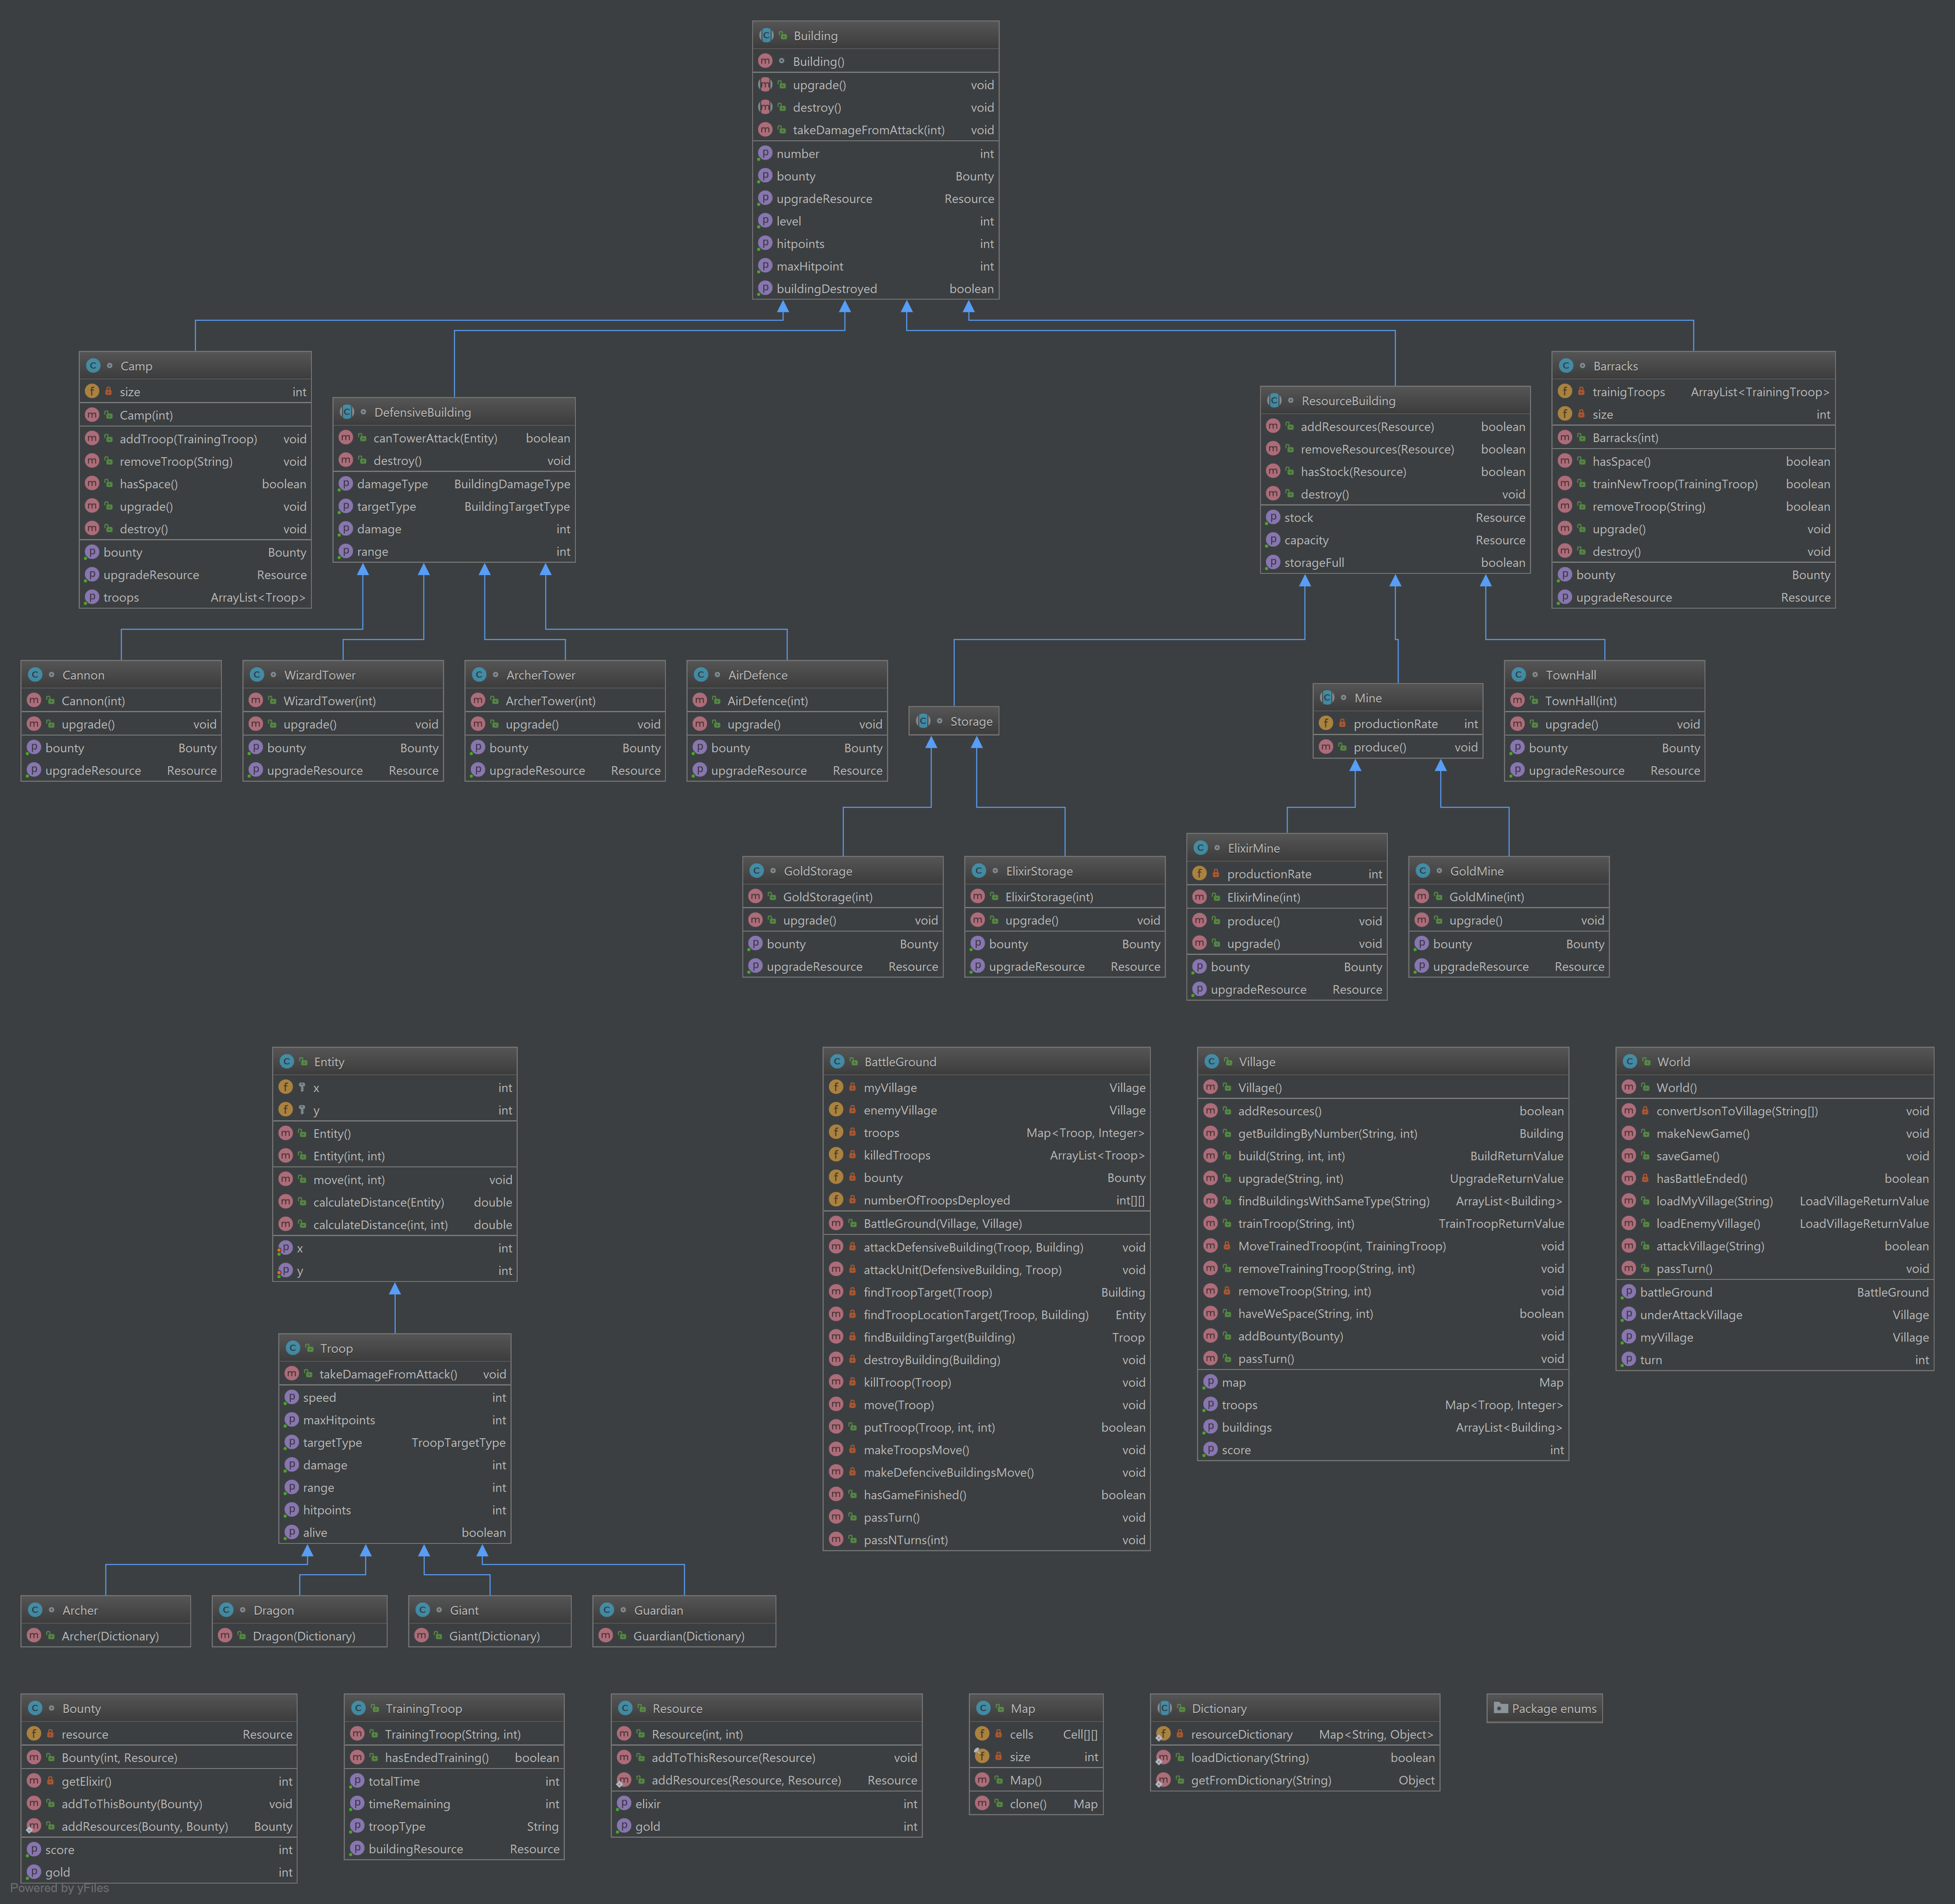 Building
Building()
upgrade() void
destroy() void
takeDamageFromAttack(int) void
number int
bounty Bounty
upgradeResource Resource
level int
hitpoints int
maxHitpoint int
buildingDestroyed boolean
Camp
size int
Camp(int)
addTroop(TrainingTroop) void
removeTroop(String) void
hasSpace() boolean
upgrade() void
destroy() void
bounty Bounty
upgradeResource Resource
troops ArrayList<Troop>
DefensiveBuilding
canTowerAttack(Entity) boolean
destroy() void
damageType BuildingDamageType
targetType BuildingTargetType
damage int
range int
ResourceBuilding
addResources(Resource) boolean
removeResources(Resource) boolean
hasStock(Resource) boolean
destroy() void
stock Resource
capacity Resource
storageFull boolean
Barracks
trainigTroops ArrayList<TrainingTroop>
size int
Barracks(int)
hasSpace() boolean
trainNewTroop(TrainingTroop) boolean
removeTroop(String) boolean
upgrade() void
destroy() void
bounty Bounty
upgradeResource Resource
Cannon
Cannon(int)
upgrade() void
bounty Bounty
upgradeResource Resource
WizardTower
WizardTower(int)
upgrade() void
bounty Bounty
upgradeResource Resource
ArcherTower
ArcherTower(int)
upgrade() void
bounty Bounty
upgradeResource Resource
AirDefence
AirDefence(int)
upgrade() void
bounty Bounty
upgradeResource Resource
Storage
Mine
productionRate int
produce() void
TownHall
TownHall(int)
upgrade() void
bounty Bounty
upgradeResource Resource
GoldStorage
GoldStorage(int)
upgrade() void
bounty Bounty
upgradeResource Resource
ElixirStorage
ElixirStorage(int)
upgrade() void
bounty Bounty
upgradeResource Resource
ElixirMine
productionRate int
ElixirMine(int)
produce() void
upgrade() void
bounty Bounty
upgradeResource Resource
GoldMine
GoldMine(int)
upgrade() void
bounty Bounty
upgradeResource Resource
Entity
x int
y int
Entity()
Entity(int, int)
move(int, int) void
calculateDistance(Entity) double
calculateDistance(int, int) double
x int
y int
BattleGround
myVillage Village
enemyVillage Village
troops Map<Troop, Integer>
killedTroops ArrayList<Troop>
bounty Bounty
numberOfTroopsDeployed int[][]
BattleGround(Village, Village)
attackDefensiveBuilding(Troop, Building) void
attackUnit(DefensiveBuilding, Troop) void
findTroopTarget(Troop) Building
findTroopLocationTarget(Troop, Building) Entity
findBuildingTarget(Building) Troop
destroyBuilding(Building) void
killTroop(Troop) void
move(Troop) void
putTroop(Troop, int, int) boolean
makeTroopsMove() void
makeDefenciveBuildingsMove() void
hasGameFinished() boolean
passTurn() void
passNTurns(int) void
Village
Village()
addResources() boolean
getBuildingByNumber(String, int) Building
build(String, int, int) BuildReturnValue
upgrade(String, int) UpgradeReturnValue
findBuildingsWithSameType(String) ArrayList<Building>
trainTroop(String, int) TrainTroopReturnValue
MoveTrainedTroop(int, TrainingTroop) void
removeTrainingTroop(String, int) void
removeTroop(String, int) void
haveWeSpace(String, int) boolean
addBounty(Bounty) void
passTurn() void
map Map
troops Map<Troop, Integer>
buildings ArrayList<Building>
score int
World
World()
convertJsonToVillage(String[]) void
makeNewGame() void
saveGame() void
hasBattleEnded() boolean
loadMyVillage(String) LoadVillageReturnValue
loadEnemyVillage() LoadVillageReturnValue
attackVillage(String) boolean
passTurn() void
battleGround BattleGround
underAttackVillage Village
myVillage Village
turn int
Troop
takeDamageFromAttack() void
speed int
maxHitpoints int
targetType TroopTargetType
damage int
range int
hitpoints int
alive boolean
Archer
Archer(Dictionary)
Dragon
Dragon(Dictionary)
Giant
Giant(Dictionary)
Guardian
Guardian(Dictionary)
Bounty
resource Resource
Bounty(int, Resource)
getElixir() int
addToThisBounty(Bounty) void
addResources(Bounty, Bounty) Bounty
score int
gold int
TrainingTroop
TrainingTroop(String, int)
hasEndedTraining() boolean
totalTime int
timeRemaining int
troopType String
buildingResource Resource
Resource
Resource(int, int)
addToThisResource(Resource) void
addResources(Resource, Resource) Resource
elixir int
gold int
Map
cells Cell[][]
size int
Map()
clone() Map
Dictionary
resourceDictionary Map<String, Object>
loadDictionary(String) boolean
getFromDictionary(String) Object
Package enums
Powered by yFiles